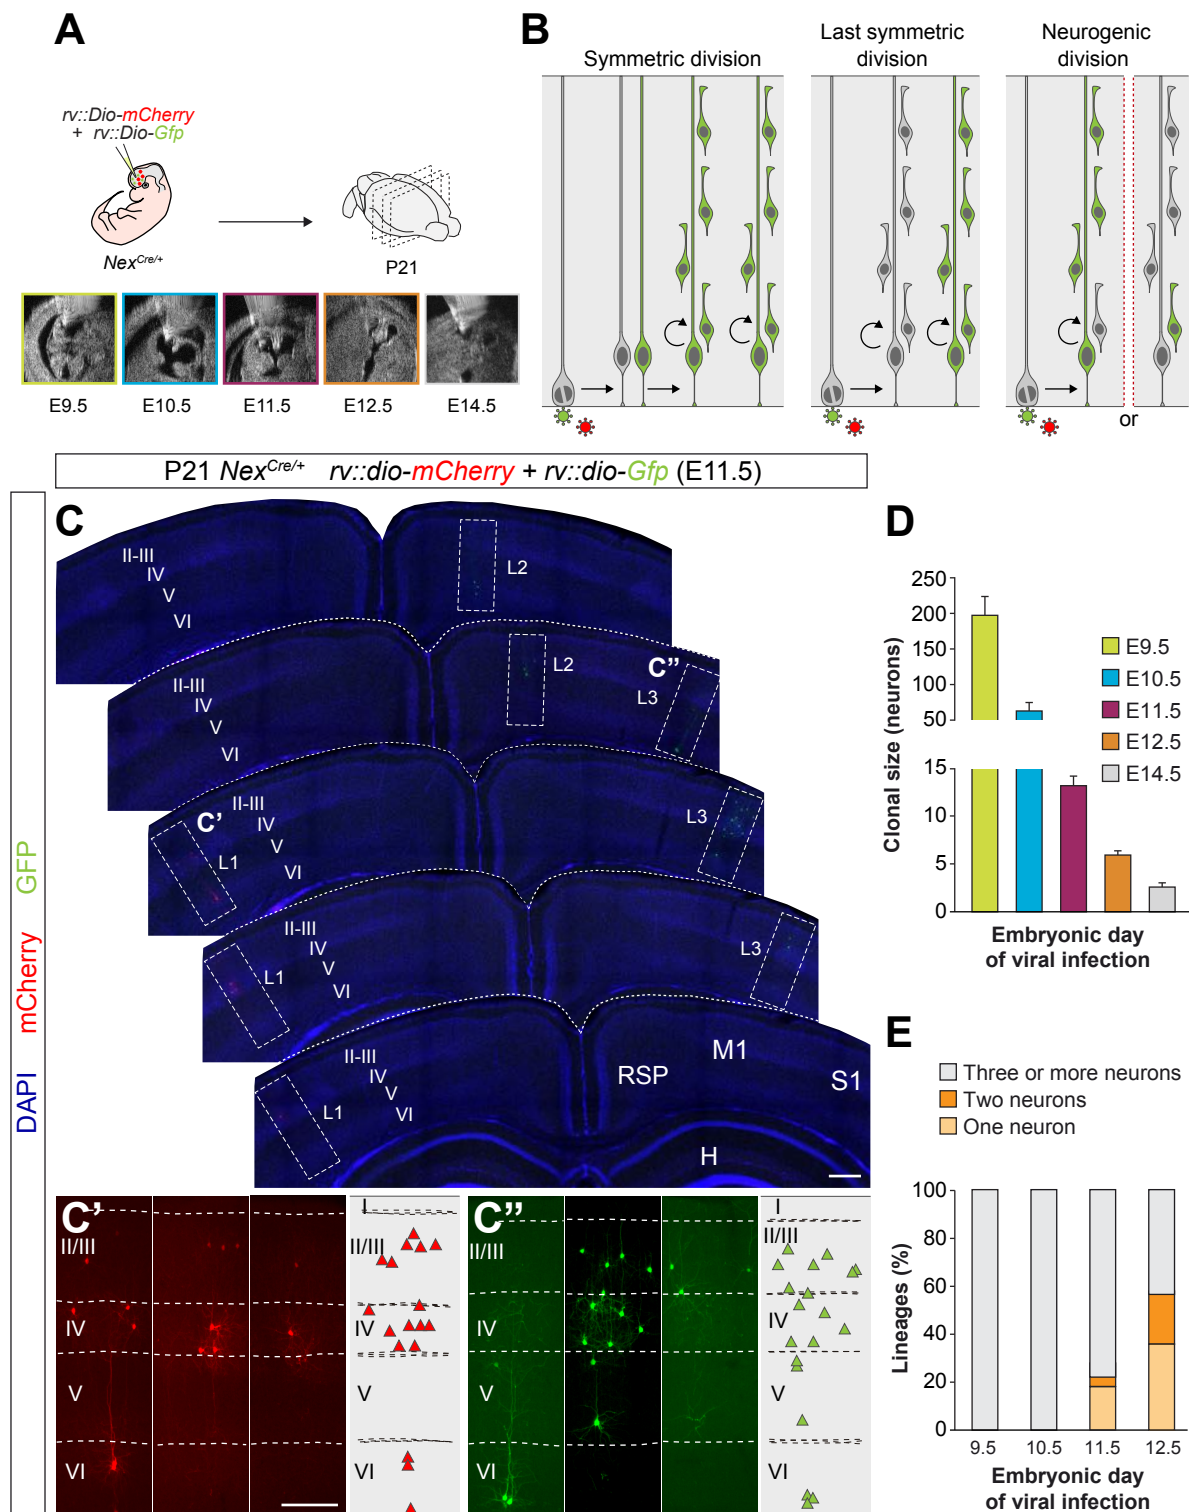 A
rv::Dio-mCherry
+ rv::Dio-Gfp
Nex^Cre/+
P21
E9.5
E10.5
E11.5
E12.5
E14.5
B
Symmetric division
Last symmetric
division
Neurogenic
division
or
P21 Nex^Cre/+ rv::dio-mCherry + rv::dio-Gfp (E11.5)
DAPI mCherry GFP
C
II-III
IV
V
VI
L2
II-III
IV
V
VI
L2
C''
L3
C'
II-III
IV
V
VI
L1
L3
II-III
IV
V
VI
L1
L3
II-III
IV
V
VI
L1
RSP
M1
S1
H
C'
II/III
IV
V
VI
I
II/III
IV
V
VI
C''
II/III
IV
V
VI
I
II/III
IV
V
VI
D
Clonal size (neurons)
250
200
150
100
50
15
10
5
0
E9.5
E10.5
E11.5
E12.5
E14.5
Embryonic day
of viral infection
E
Three or more neurons
Two neurons
One neuron
Lineages (%)
100
80
60
40
20
0
9.5
10.5
11.5
12.5
Embryonic day
of viral infection